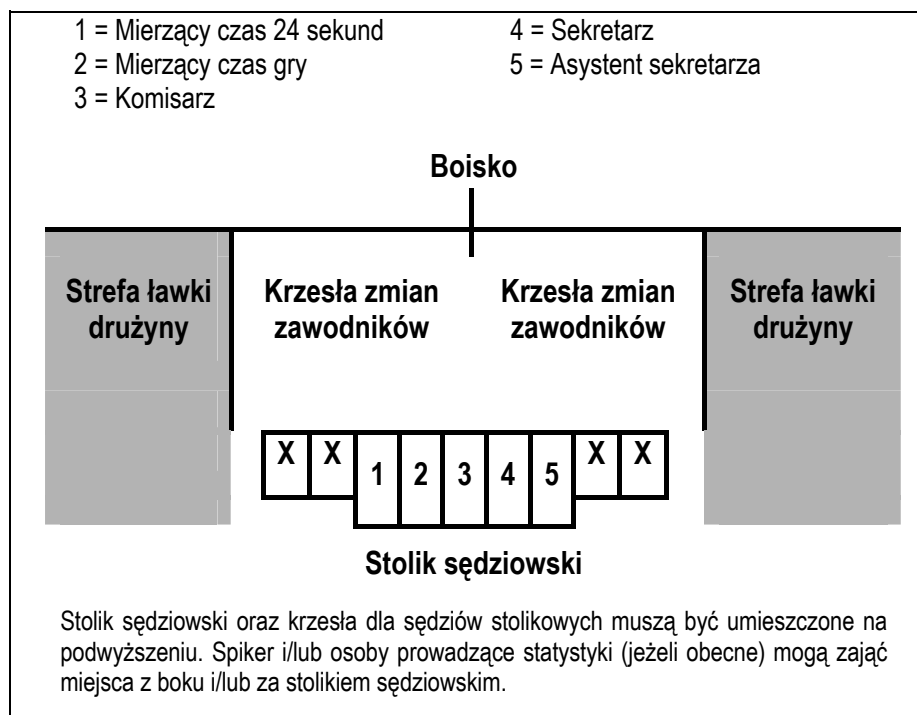 1 = Mierzący czas 24 sekund
4 = Sekretarz
2 = Mierzący czas gry
5 = Asystent sekretarza
3 = Komisarz
Boisko
Strefa ławki
drużyny
Krzesła zmian
zawodników
Krzesła zmian
zawodników
Strefa ławki
drużyny
X X 1 2 3 4 5 X X
Stolik sędziowski
Stolik sędziowski oraz krzesła dla sędziów stolikowych muszą być umieszczone na
podwyższeniu. Spiker i/lub osoby prowadzące statystyki (jeżeli obecne) mogą zająć
miejsca z boku i/lub za stolikiem sędziowskim.